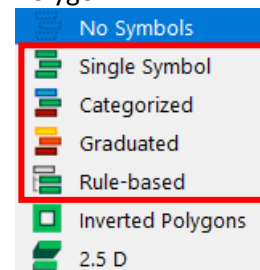 No Symbols
Single Symbol
Categorized
Graduated
Rule-based
Inverted Polygons
2.5 D